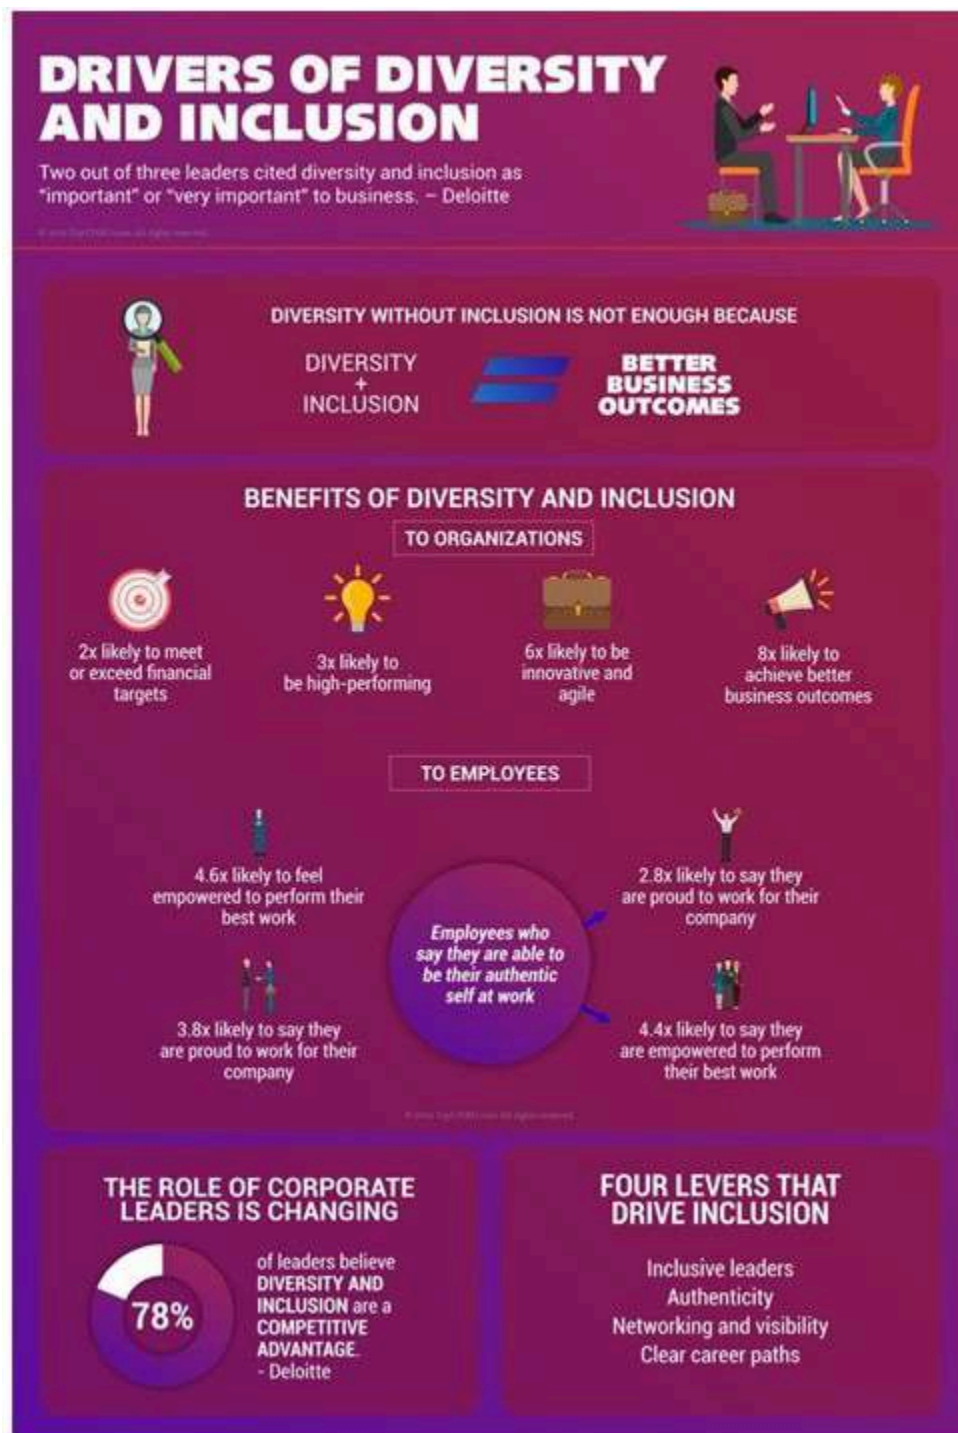 DRIVERS OF DIVERSITY
AND INCLUSION
Two out of three leaders cited diversity and inclusion as
"important" or "very important" to business. – Deloitte
DIVERSITY WITHOUT INCLUSION IS NOT ENOUGH BECAUSE
DIVERSITY
+
INCLUSION
=
BETTER
BUSINESS
OUTCOMES
BENEFITS OF DIVERSITY AND INCLUSION
TO ORGANIZATIONS
2x likely to meet
or exceed financial
targets
3x likely to
be high-performing
6x likely to be
innovative and
agile
8x likely to
achieve better
business outcomes
TO EMPLOYEES
4.6x likely to feel
empowered to perform their
best work
3.8x likely to say they
are proud to work for their
company
Employees who
say they are able to
be their authentic
self at work
2.8x likely to say they
are proud to work for their
company
4.4x likely to say they
are empowered to perform
their best work
THE ROLE OF CORPORATE
LEADERS IS CHANGING
78%
of leaders believe
DIVERSITY AND
INCLUSION are a
COMPETITIVE
ADVANTAGE.
- Deloitte
FOUR LEVERS THAT
DRIVE INCLUSION
Inclusive leaders
Authenticity
Networking and visibility
Clear career paths